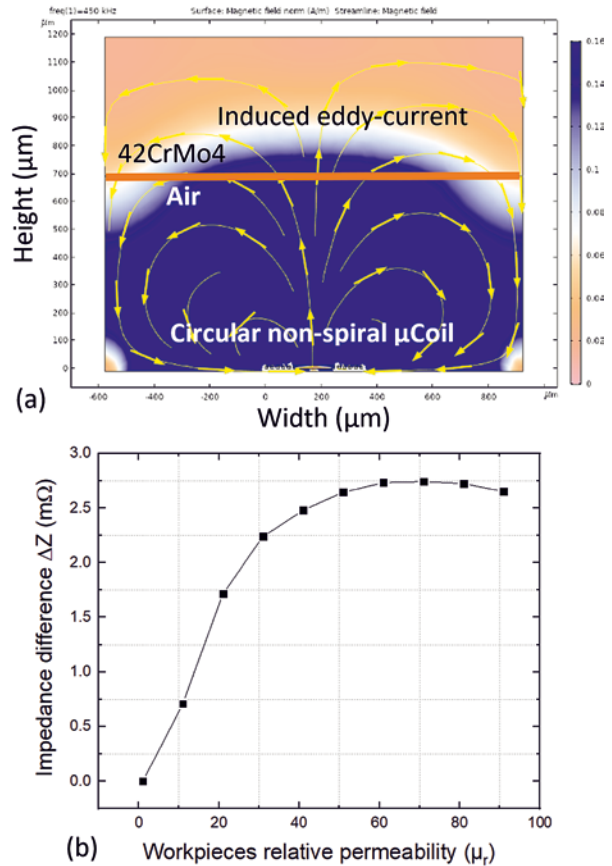 freq(1)=450 kHz Surface: Magnetic field norm (A/m) Streamline: Magnetic field
µm
1200
1100
1000
900
800
700
600
500
400
300
200
100
0
Height (µm)
Induced eddy-current
42CrMo4
Air
Circular non-spiral µCoil
0.16
0.14
0.12
0.1
0.08
0.06
0.04
0.02
0
-600 -400 -200 0 200 400 600 800 µm
(a)
Width (µm)
3.0
2.5
2.0
1.5
1.0
0.5
0.0
Impedance difference ΔZ (mΩ)
0 20 40 60 80 100
(b)
Workpieces relative permeability (µr)